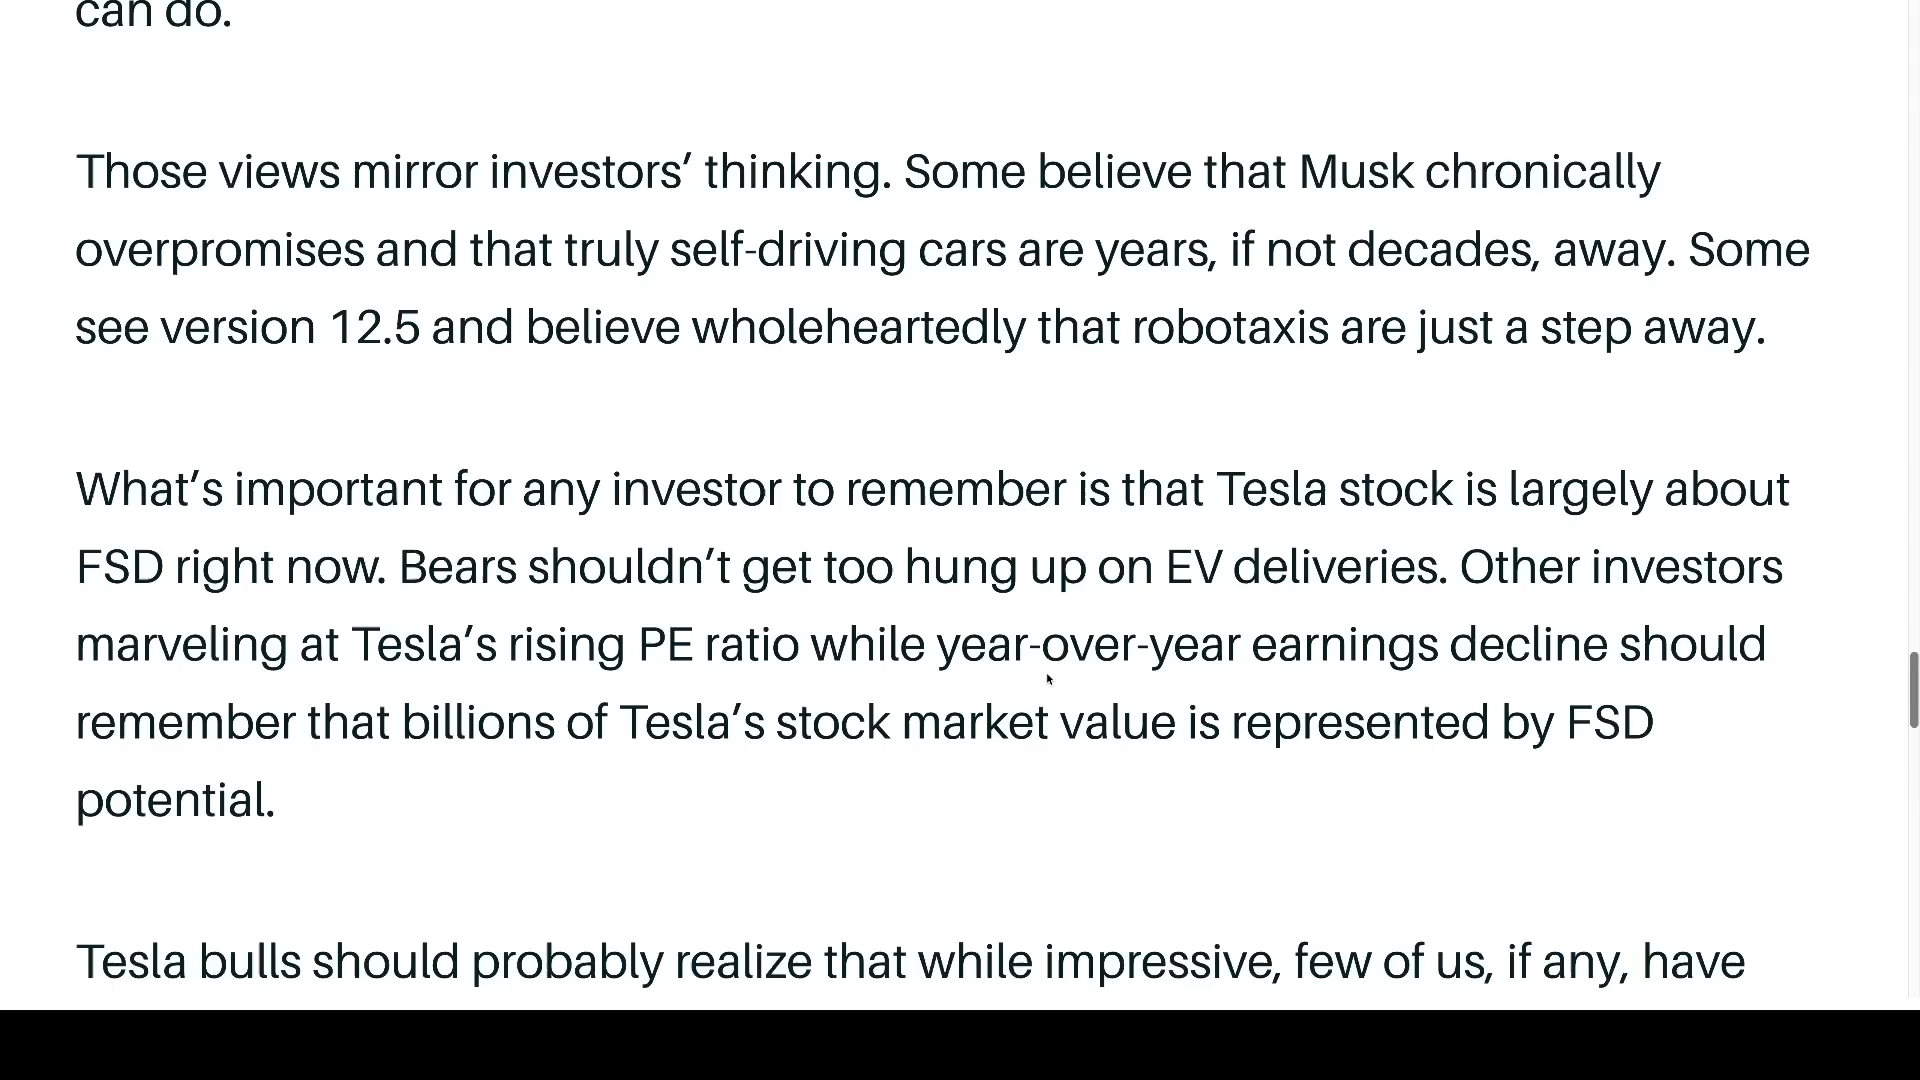 can do.
Those views mirror investors’ thinking. Some believe that Musk chronically
overpromises and that truly self-driving cars are years, if not decades, away. Some
see version 12.5 and believe wholeheartedly that robotaxis are just a step away.
What’s important for any investor to remember is that Tesla stock is largely about
FSD right now. Bears shouldn’t get too hung up on EV deliveries. Other investors
marveling at Tesla’s rising PE ratio while year-over-year earnings decline should
remember that billions of Tesla’s stock market value is represented by FSD
potential.
Tesla bulls should probably realize that while impressive, few of us, if any, have